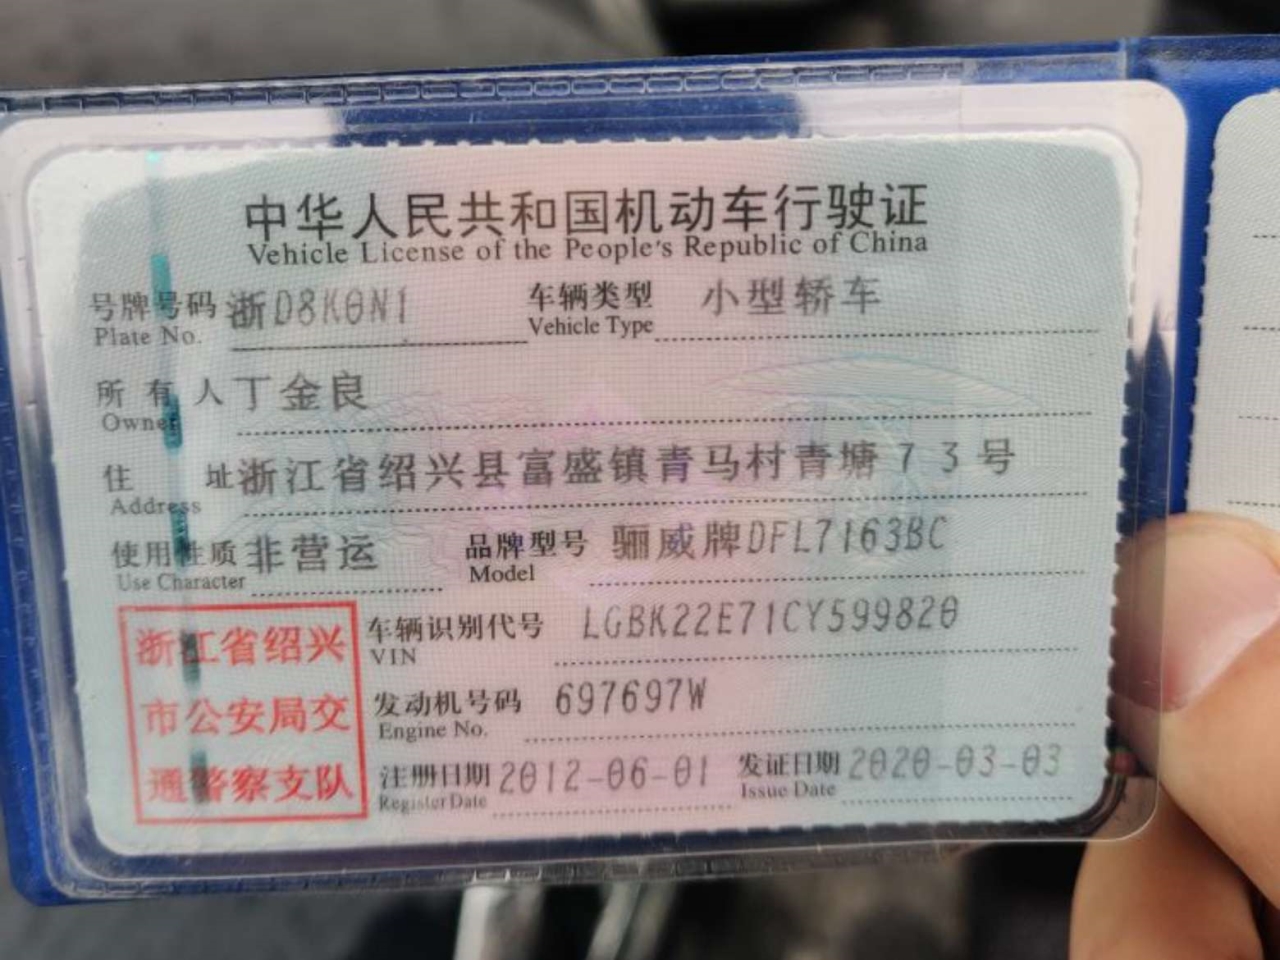 中华人民共和国机动车行驶证
Vehicle License of the People's Republic of China
号牌号码 浙D8K0N1 车辆类型 小型轿车
Plate No. Vehicle Type
所有人 丁金良
Owner
住址 浙江省绍兴县富盛镇青马村青塘73号
Address
使用性质 非营运 品牌型号 骊威牌DFL7163BC
Use Character Model
浙江省绍兴
市公安局交
通警察支队
车辆识别代号 LGBK22E71CY599820
VIN
发动机号码 697697W
Engine No.
注册日期 2012-06-01 发证日期 2020-03-03
Register Date Issue Date